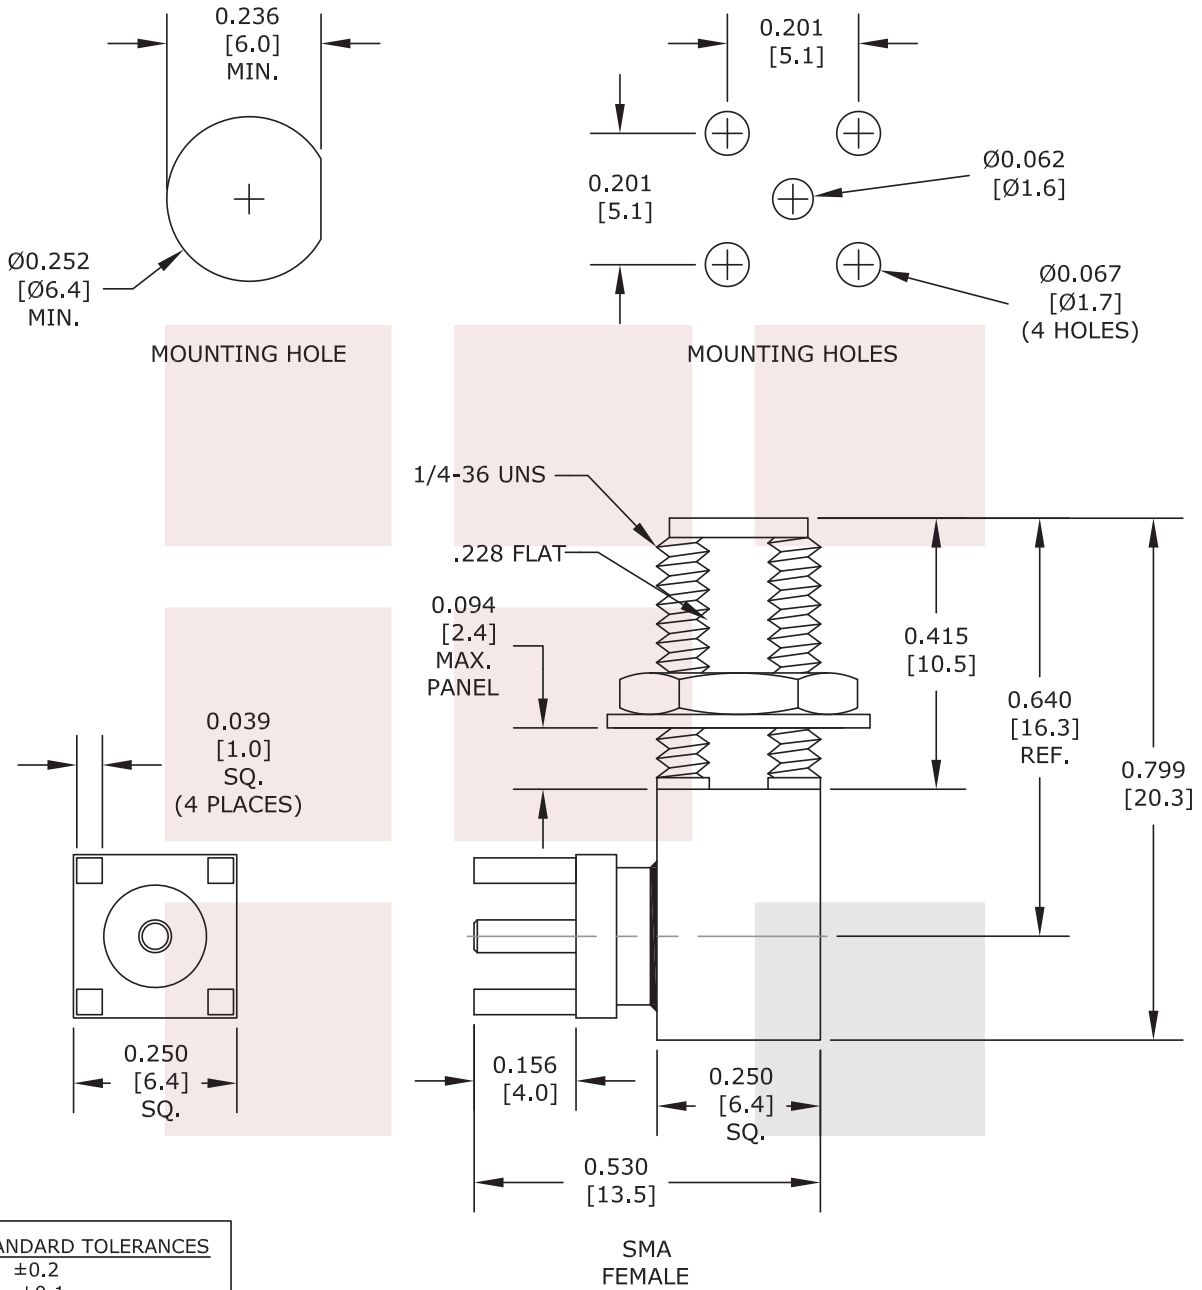 0.236
[6.0]
MIN.
0.201
[5.1]
0.201
[5.1]
Ø0.062
[Ø1.6]
Ø0.252
[Ø6.4]
MIN.
Ø0.067
[Ø1.7]
(4 HOLES)
MOUNTING HOLE
MOUNTING HOLES
1/4-36 UNS
.228 FLAT
0.094
[2.4]
MAX.
PANEL
0.415
[10.5]
0.640
[16.3]
REF.
0.799
[20.3]
0.039
[1.0]
SQ.
(4 PLACES)
0.250
[6.4]
SQ.
0.156
[4.0]
0.250
[6.4]
SQ.
0.530
[13.5]
SMA
FEMALE
TOLERANCES
±0.2